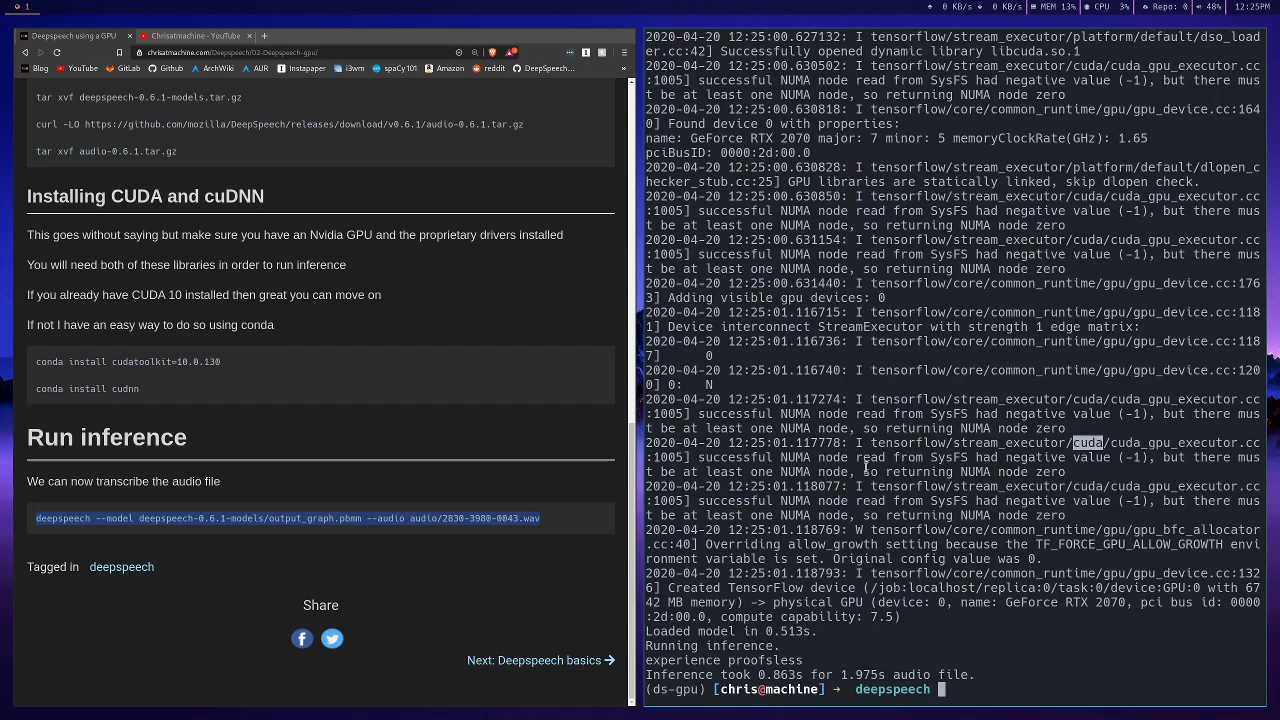 1
0 KB/s 0 KB/s MEM 13% CPU 3% Repo: 0 48% 12:25PM
Deepspeech using a GPU × Chrisatmachine - YouTube ×
chrisatmachine.com/Deepspeech/02-Deepspeech-gpu/
Blog YouTube GitLab Github ArchWiki AUR Instapaper i3wm spaCy101 Amazon reddit DeepSpeech... »
tar xvf deepspeech-0.6.1-models.tar.gz
curl -LO https://github.com/mozilla/DeepSpeech/releases/download/v0.6.1/audio-0.6.1.tar.gz
tar xvf audio-0.6.1.tar.gz
Installing CUDA and cuDNN
This goes without saying but make sure you have an Nvidia GPU and the proprietary drivers installed
You will need both of these libraries in order to run inference
If you already have CUDA 10 installed then great you can move on
If not I have an easy way to do so using conda
conda install cudatoolkit=10.0.130
conda install cudnn
Run inference
We can now transcribe the audio file
deepspeech --model deepspeech-0.6.1-models/output_graph.pbmm --audio audio/2830-3980-0043.wav
Tagged in deepspeech
Share
Next: Deepspeech basics →
2020-04-20 12:25:00.627132: I tensorflow/stream_executor/platform/default/dso_loa
der.cc:42] Successfully opened dynamic library libcuda.so.1
2020-04-20 12:25:00.630502: I tensorflow/stream_executor/cuda/cuda_gpu_executor.cc
:1005] successful NUMA node read from SysFS had negative value (-1), but there mus
t be at least one NUMA node, so returning NUMA node zero
2020-04-20 12:25:00.630818: I tensorflow/core/common_runtime/gpu/gpu_device.cc:164
0] Found device 0 with properties:
name: GeForce RTX 2070 major: 7 minor: 5 memoryClockRate(GHz): 1.65
pciBusID: 0000:2d:00.0
2020-04-20 12:25:00.630828: I tensorflow/stream_executor/platform/default/dlopen_c
hecker_stub.cc:25] GPU libraries are statically linked, skip dlopen check.
2020-04-20 12:25:00.630850: I tensorflow/stream_executor/cuda/cuda_gpu_executor.cc
:1005] successful NUMA node read from SysFS had negative value (-1), but there mus
t be at least one NUMA node, so returning NUMA node zero
2020-04-20 12:25:00.631154: I tensorflow/stream_executor/cuda/cuda_gpu_executor.cc
:1005] successful NUMA node read from SysFS had negative value (-1), but there mus
t be at least one NUMA node, so returning NUMA node zero
2020-04-20 12:25:00.631440: I tensorflow/core/common_runtime/gpu/gpu_device.cc:176
3] Adding visible gpu devices: 0
2020-04-20 12:25:01.116715: I tensorflow/core/common_runtime/gpu/gpu_device.cc:118
1] Device interconnect StreamExecutor with strength 1 edge matrix:
2020-04-20 12:25:01.116736: I tensorflow/core/common_runtime/gpu/gpu_device.cc:118
7] 0
2020-04-20 12:25:01.116740: I tensorflow/core/common_runtime/gpu/gpu_device.cc:120
0] 0: N
2020-04-20 12:25:01.117274: I tensorflow/stream_executor/cuda/cuda_gpu_executor.cc
:1005] successful NUMA node read from SysFS had negative value (-1), but there mus
t be at least one NUMA node, so returning NUMA node zero
2020-04-20 12:25:01.117778: I tensorflow/stream_executor/cuda/cuda_gpu_executor.cc
:1005] successful NUMA node read from SysFS had negative value (-1), but there mus
t be at least one NUMA node, so returning NUMA node zero
2020-04-20 12:25:01.118077: I tensorflow/stream_executor/cuda/cuda_gpu_executor.cc
:1005] successful NUMA node read from SysFS had negative value (-1), but there mus
t be at least one NUMA node, so returning NUMA node zero
2020-04-20 12:25:01.118769: W tensorflow/core/common_runtime/gpu/gpu_bfc_allocator
.cc:40] Overriding allow_growth setting because the TF_FORCE_GPU_ALLOW_GROWTH envi
ronment variable is set. Original config value was 0.
2020-04-20 12:25:01.118793: I tensorflow/core/common_runtime/gpu/gpu_device.cc:132
6] Created TensorFlow device (/job:localhost/replica:0/task:0/device:GPU:0 with 67
42 MB memory) -> physical GPU (device: 0, name: GeForce RTX 2070, pci bus id: 0000
:2d:00.0, compute capability: 7.5)
Loaded model in 0.513s.
Running inference.
experience proofsless
Inference took 0.863s for 1.975s audio file.
(ds-gpu) [chris@machine] → deepspeech